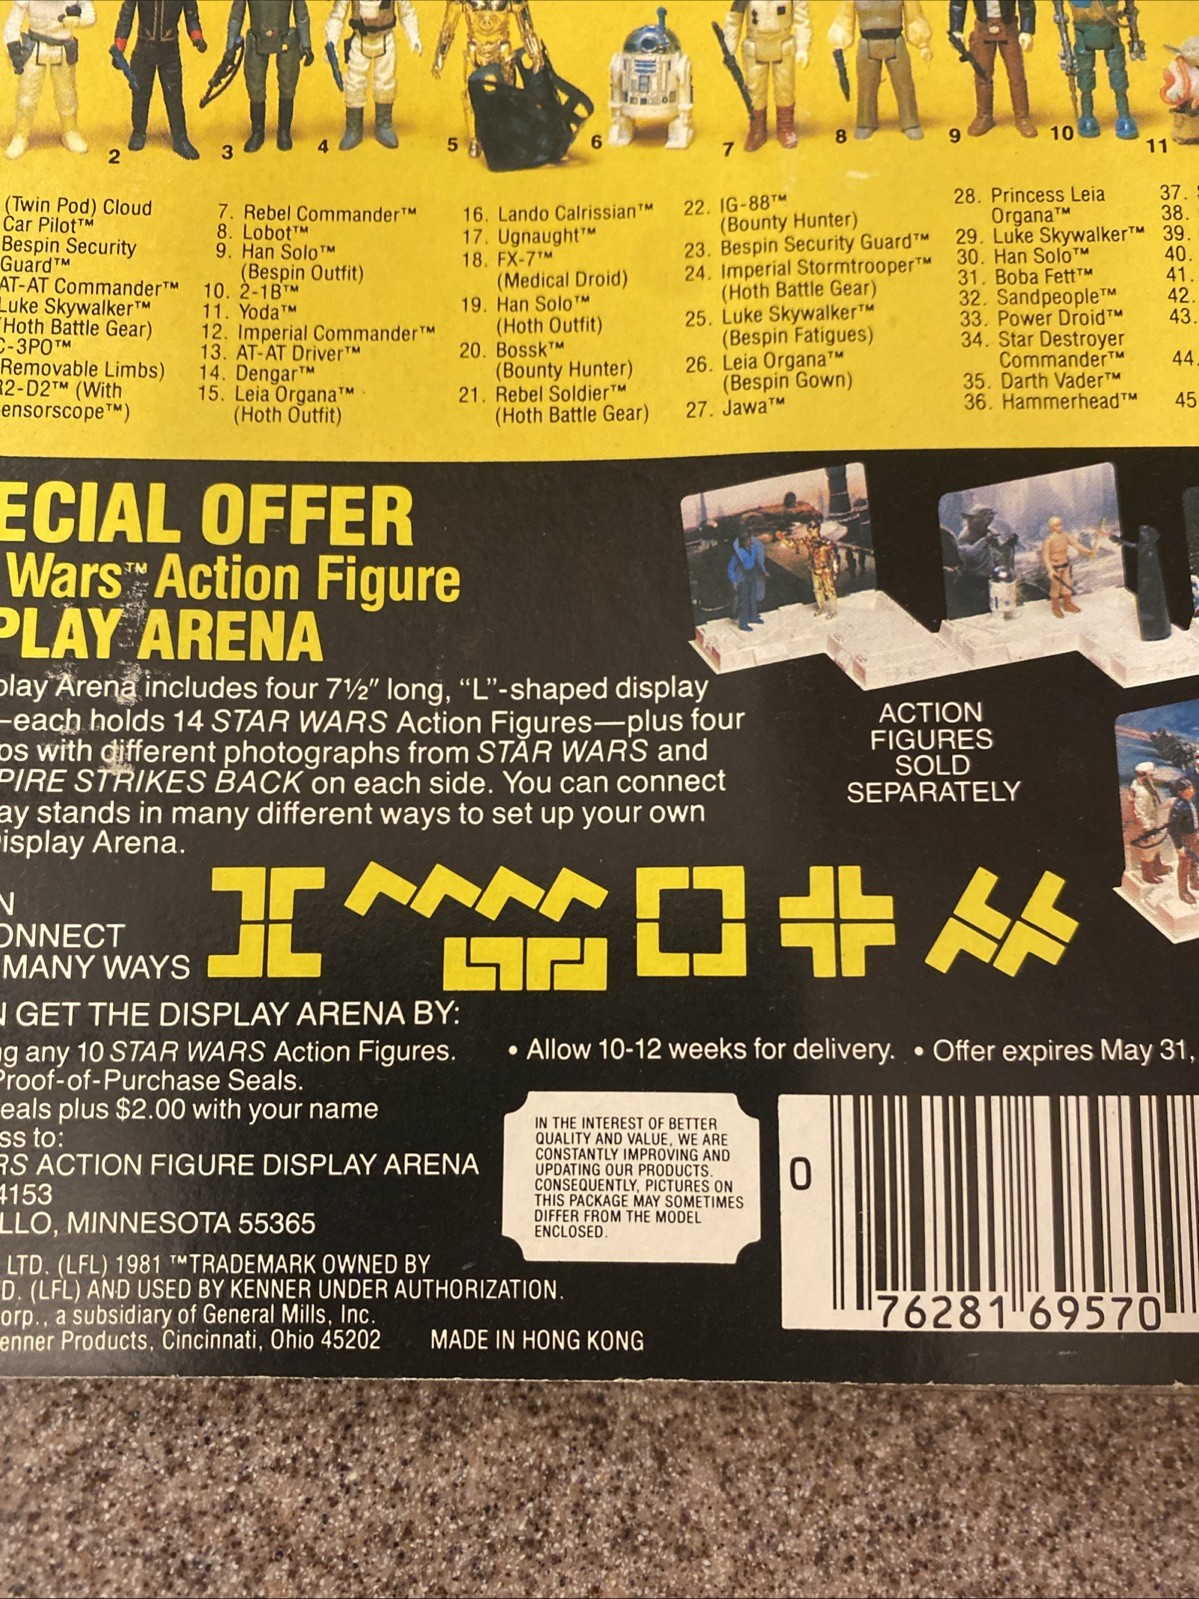 2
3
4
5
6
7
8
9
10
11
(Twin Pod) Cloud
Car Pilot™
Bespin Security
Guard™
AT-AT Commander™
Luke Skywalker™
(Hoth Battle Gear)
C-3PO™
Removable Limbs)
R2-D2™ (With
ensorscope™)
7. Rebel Commander™
8. Lobot™
9. Han Solo™
(Bespin Outfit)
10. 2-1B™
11. Yoda™
12. Imperial Commander™
13. AT-AT Driver™
14. Dengar™
15. Leia Organa™
(Hoth Outfit)
16. Lando Calrissian™
17. Ugnaught™
18. FX-7™
(Medical Droid)
19. Han Solo™
(Hoth Outfit)
20. Bossk™
(Bounty Hunter)
21. Rebel Soldier™
(Hoth Battle Gear)
22. IG-88™
(Bounty Hunter)
23. Bespin Security Guard™
24. Imperial Stormtrooper™
(Hoth Battle Gear)
25. Luke Skywalker™
(Bespin Fatigues)
26. Leia Organa™
(Bespin Gown)
27. Jawa™
28. Princess Leia
Organa™
29. Luke Skywalker™
30. Han Solo™
31. Boba Fett™
32. Sandpeople™
33. Power Droid™
34. Star Destroyer
Commander™
35. Darth Vader™
36. Hammerhead™
37.
38.
39.
40.
41.
42.
43.
44.
45
ECIAL OFFER
Wars™ Action Figure
PLAY ARENA
play Arena includes four 7½" long, "L"-shaped display
—each holds 14 STAR WARS Action Figures—plus four
ps with different photographs from STAR WARS and
PIRE STRIKES BACK on each side. You can connect
ay stands in many different ways to set up your own
isplay Arena.
ACTION
FIGURES
SOLD
SEPARATELY
N
ONNECT
MANY WAYS
N GET THE DISPLAY ARENA BY:
ng any 10 STAR WARS Action Figures.
Proof-of-Purchase Seals.
eals plus $2.00 with your name
ss to:
RS ACTION FIGURE DISPLAY ARENA
4153
LLO, MINNESOTA 55365
• Allow 10-12 weeks for delivery. • Offer expires May 31,
IN THE INTEREST OF BETTER
QUALITY AND VALUE, WE ARE
CONSTANTLY IMPROVING AND
UPDATING OUR PRODUCTS.
CONSEQUENTLY, PICTURES ON
THIS PACKAGE MAY SOMETIMES
DIFFER FROM THE MODEL
ENCLOSED.
0 76281 69570
LTD. (LFL) 1981 ™TRADEMARK OWNED BY
D. (LFL) AND USED BY KENNER UNDER AUTHORIZATION.
orp., a subsidiary of General Mills, Inc.
enner Products, Cincinnati, Ohio 45202 MADE IN HONG KONG